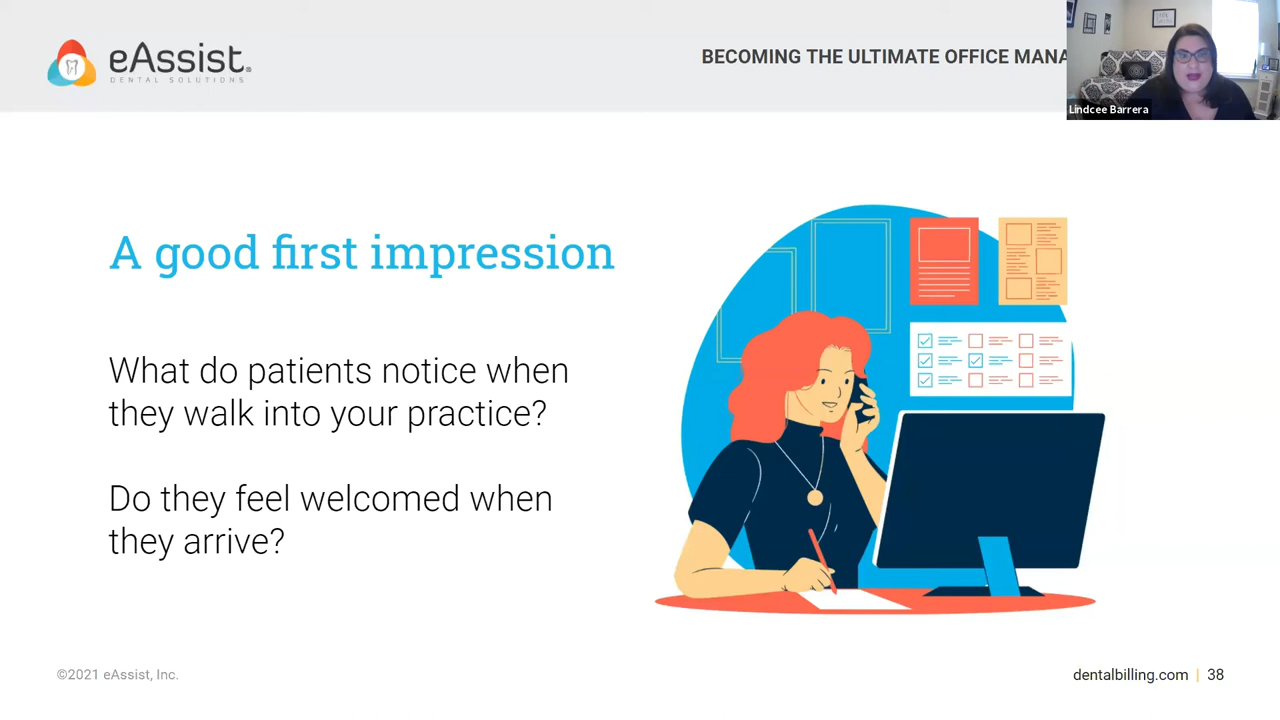 eAssist.
DENTAL SOLUTIONS
BECOMING THE ULTIMATE OFFICE MANA
Lindcee Barrera
A good first impression
What do patients notice when
they walk into your practice?
Do they feel welcomed when
they arrive?
©2021 eAssist, Inc.
dentalbilling.com | 38